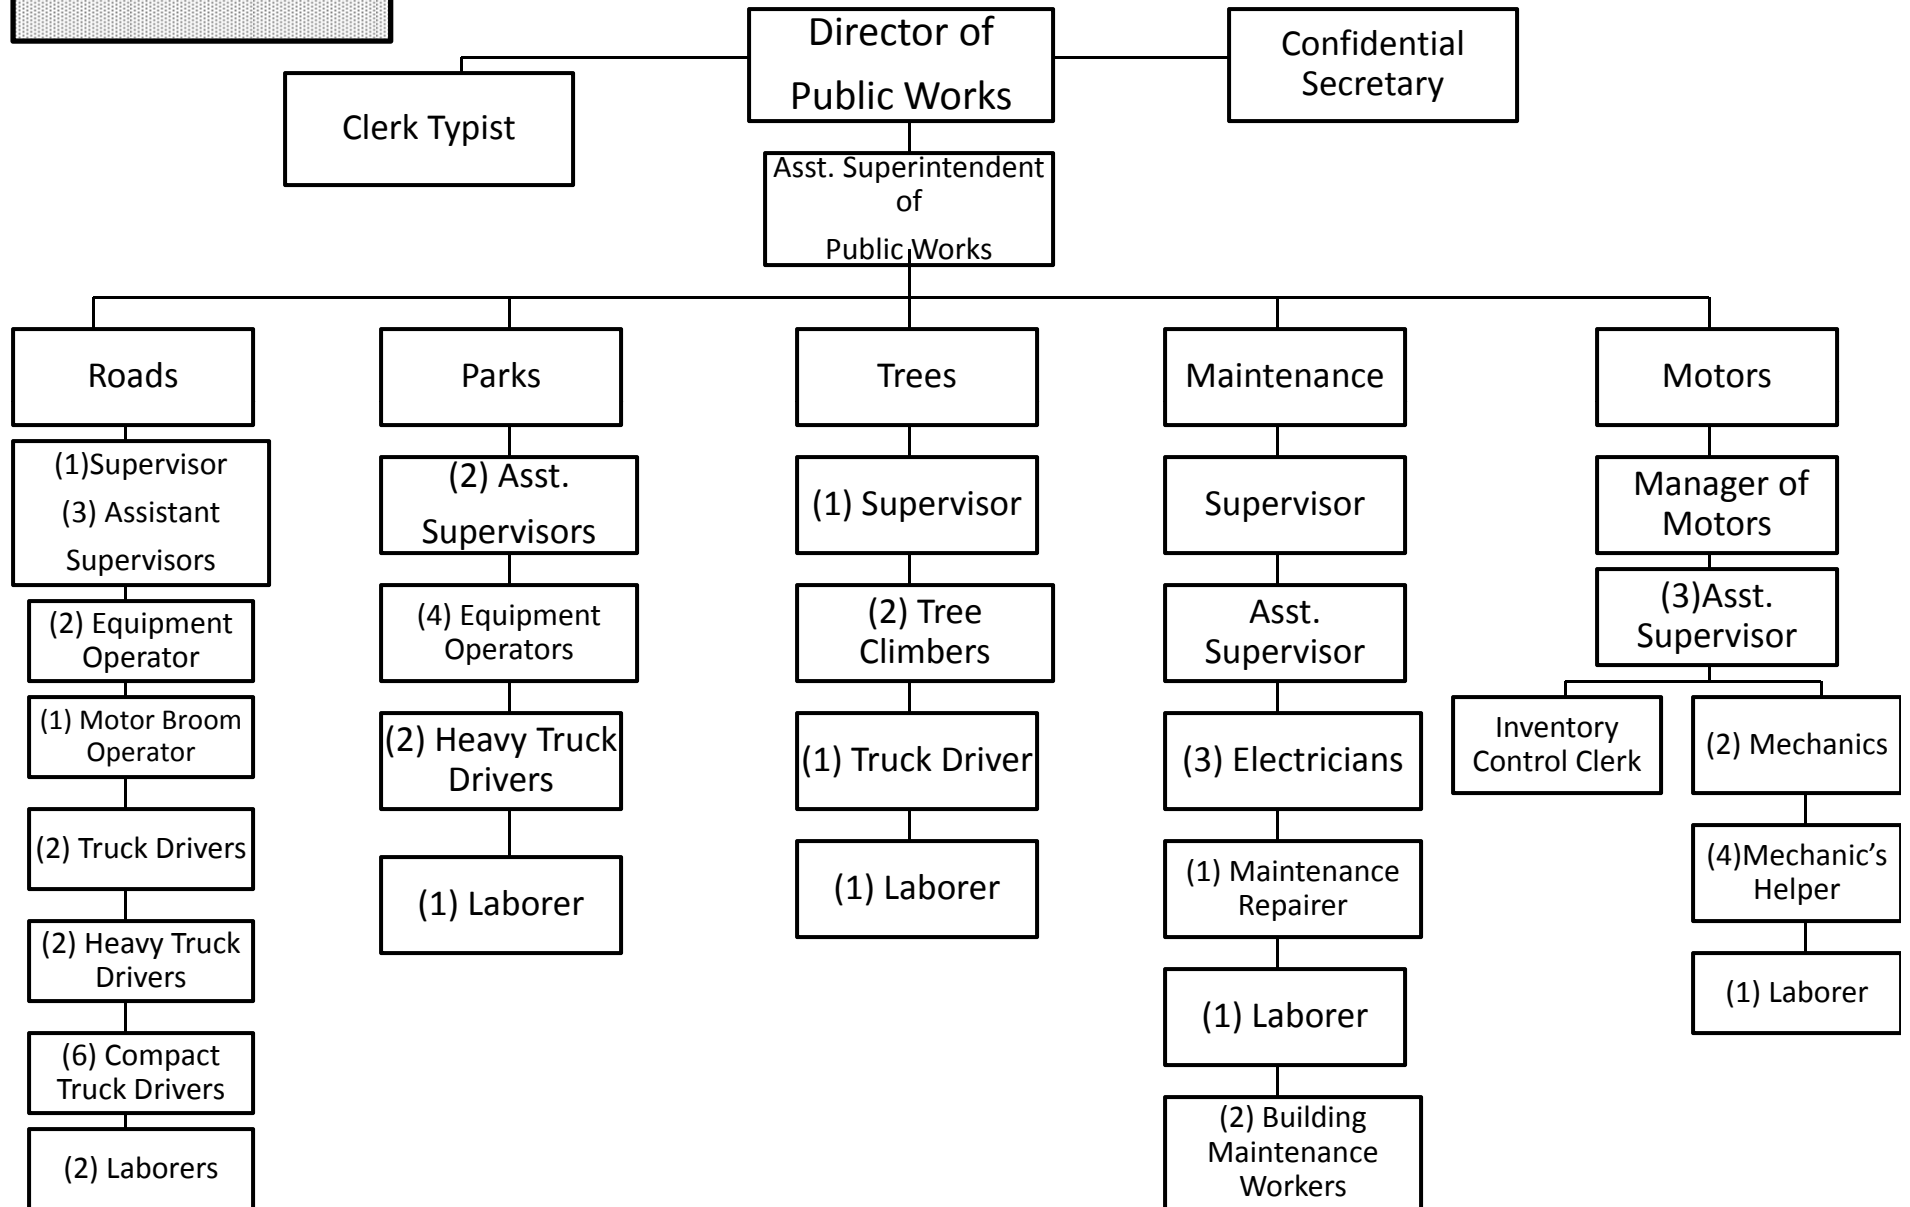 Director of
Public Works
Confidential
Secretary
Clerk Typist
Asst. Superintendent
of
Public Works
Roads
Parks
Trees
Maintenance
Motors
(1)Supervisor
(3) Assistant
Supervisors
(2) Equipment
Operator
(1) Motor Broom
Operator
(2) Truck Drivers
(2) Heavy Truck
Drivers
(6) Compact
Truck Drivers
(2) Laborers
(2) Asst.
Supervisors
(4) Equipment
Operators
(2) Heavy Truck
Drivers
(1) Laborer
(1) Supervisor
(2) Tree
Climbers
(1) Truck Driver
(1) Laborer
Supervisor
Asst.
Supervisor
(3) Electricians
(1) Maintenance
Repairer
(1) Laborer
(2) Building
Maintenance
Workers
Manager of
Motors
(3)Asst.
Supervisor
Inventory
Control Clerk
(2) Mechanics
(4)Mechanic’s
Helper
(1) Laborer